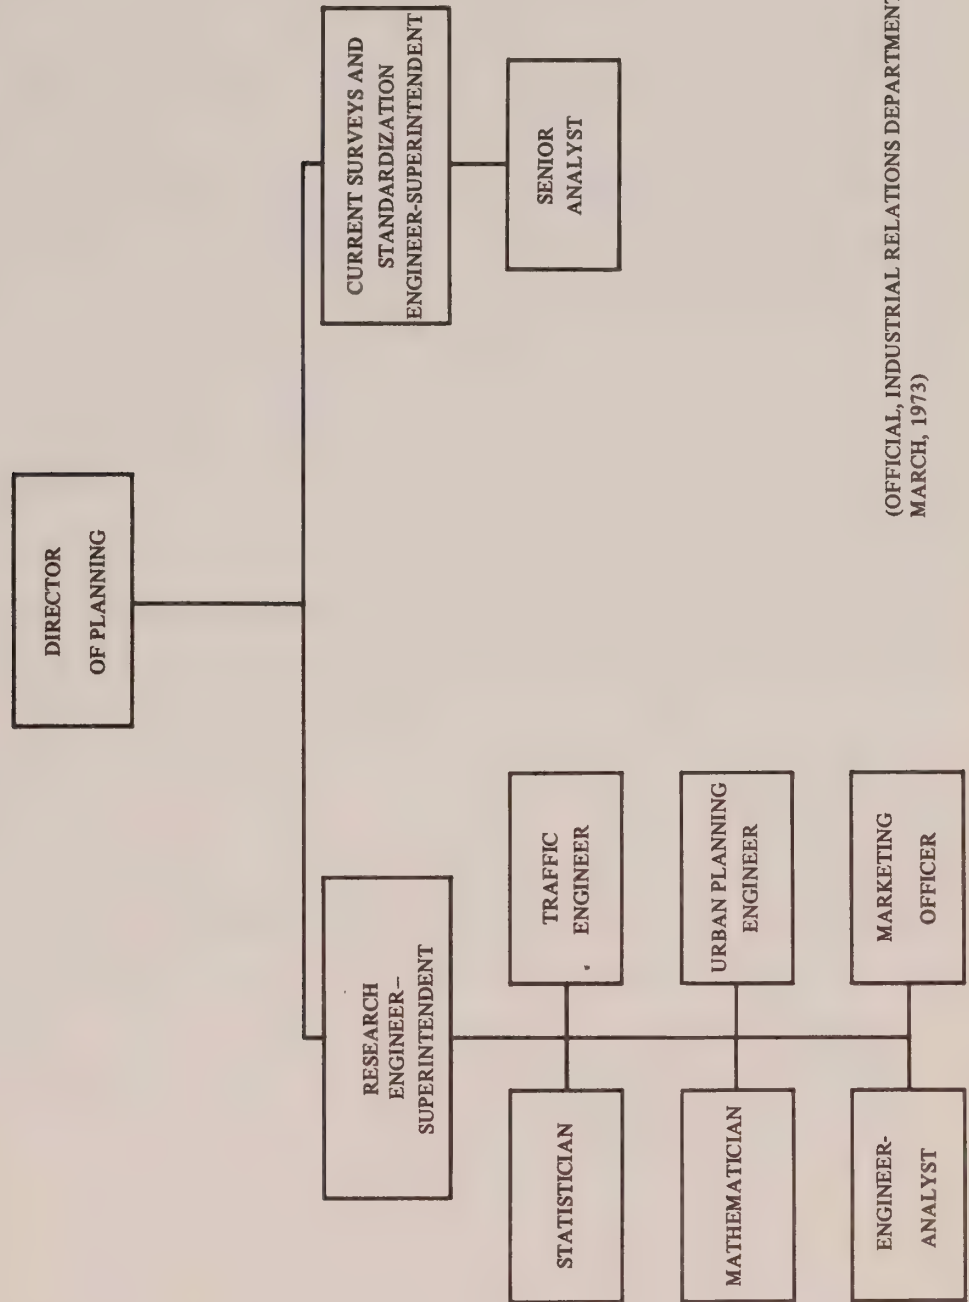 DIRECTOR
OF PLANNING
RESEARCH
ENGINEER—
SUPERINTENDENT
CURRENT SURVEYS AND
STANDARDIZATION
ENGINEER-SUPERINTENDENT
STATISTICIAN
TRAFFIC
ENGINEER
SENIOR
ANALYST
MATHEMATICIAN
URBAN PLANNING
ENGINEER
ENGINEER-
ANALYST
MARKETING
OFFICER
(OFFICIAL, INDUSTRIAL RELATIONS DEPARTMENT
MARCH, 1973)